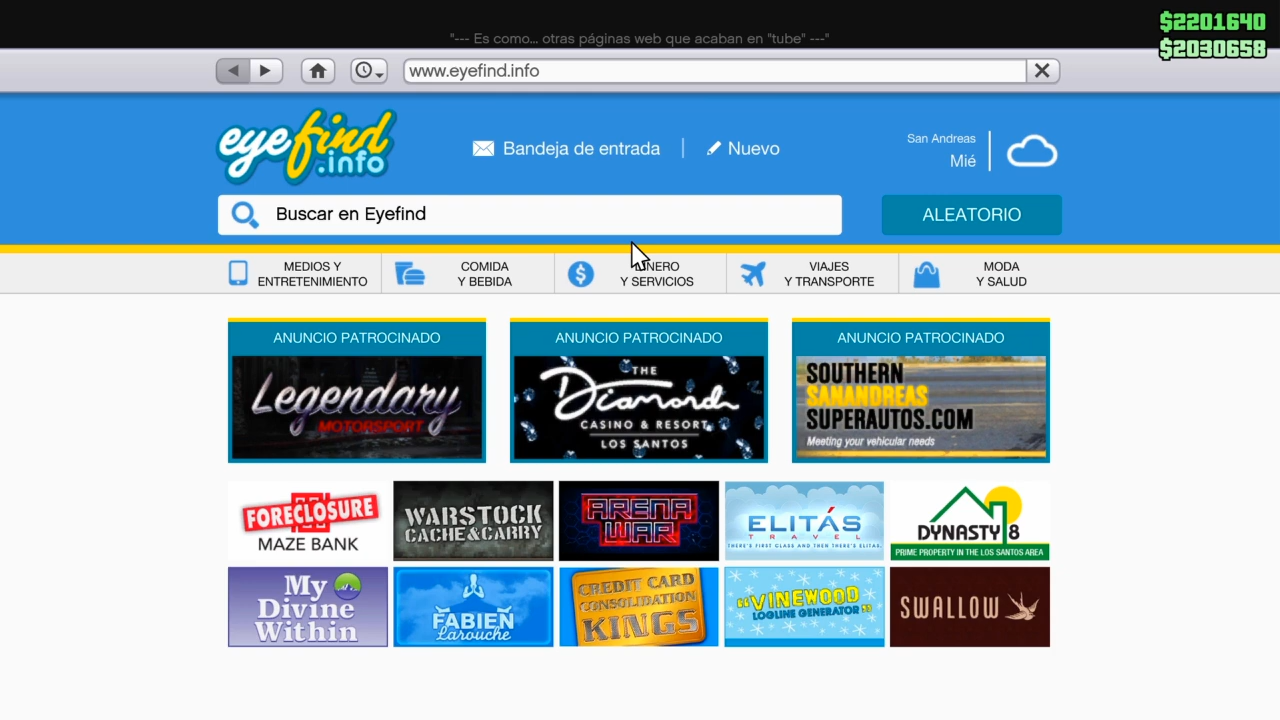 $2201640
"--- Es como... otras páginas web que acaban en "tube" ---"
$2030658
www.eyefind.info
eyefind
.info
Bandeja de entrada
Nuevo
San Andreas
Mié
Buscar en Eyefind
ALEATORIO
MEDIOS Y
ENTRETENIMIENTO
COMIDA
Y BEBIDA
Y SERVICIOS
VIAJES
Y TRANSPORTE
MODA
Y SALUD
ANUNCIO PATROCINADO
Legendary
MOTORSPORT
ANUNCIO PATROCINADO
THE
Diamond
CASINO & RESORT
LOS SANTOS
ANUNCIO PATROCINADO
SOUTHERN
SANANDREAS
SUPERAUTOS.COM
Meeting your vehicular needs
FORECLOSURE
MAZE BANK
WARSTOCK
CACHE&CARRY
ARENA
WAR
ELITÁS
TRAVEL
THERE'S FIRST CLASS AND THEN THERE'S ELITAS.
DYNASTY 8
PRIME PROPERTY IN THE LOS SANTOS AREA
My
Divine
Within
FABIEN
Larouche
CREDIT CARD
CONSOLIDATION
KINGS
"VINEWOOD
LOGLINE GENERATOR"
SWALLOW